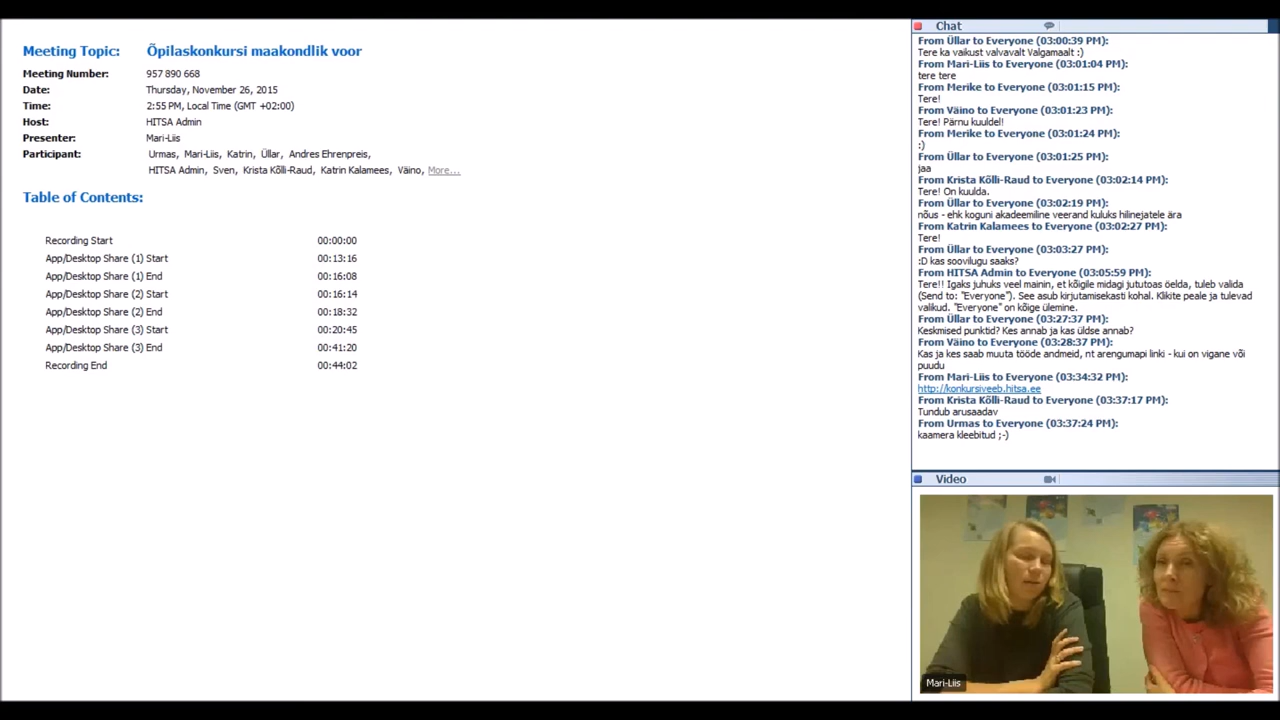 Meeting Topic: Õpilaskonkursi maakondlik voor
Meeting Number: 957 890 668
Date: Thursday, November 26, 2015
Time: 2:55 PM, Local Time (GMT +02:00)
Host: HITSA Admin
Presenter: Mari-Liis
Participant: Urmas, Mari-Liis, Katrin, Üllar, Andres Ehrenpreis,
HITSA Admin, Sven, Krista Kõlli-Raud, Katrin Kalamees, Väino, More...
Table of Contents:
Recording Start 00:00:00
App/Desktop Share (1) Start 00:13:16
App/Desktop Share (1) End 00:16:08
App/Desktop Share (2) Start 00:16:14
App/Desktop Share (2) End 00:18:32
App/Desktop Share (3) Start 00:20:45
App/Desktop Share (3) End 00:41:20
Recording End 00:44:02
Chat
From Üllar to Everyone (03:00:39 PM):
Tere ka vaikust valvavalt Valgamaalt :)
From Mari-Liis to Everyone (03:01:04 PM):
tere tere
From Merike to Everyone (03:01:15 PM):
Tere!
From Väino to Everyone (03:01:23 PM):
Tere! Pärnu kuuldel!
From Merike to Everyone (03:01:24 PM):
:)
From Üllar to Everyone (03:01:25 PM):
jaa
From Krista Kõlli-Raud to Everyone (03:02:14 PM):
Tere! On kuulda.
From Üllar to Everyone (03:02:19 PM):
nõus - ehk koguni akadeemiline veerand kuluks hilinejatele ära
From Katrin Kalamees to Everyone (03:02:27 PM):
Tere!
From Üllar to Everyone (03:03:27 PM):
:D kas soovilugu saaks?
From HITSA Admin to Everyone (03:05:59 PM):
Tere!! Igaks juhuks veel mainin, et kõigile midagi jututoas öelda, tuleb valida
(Send to: "Everyone"). See asub kirjutamisekasti kohal. Klikite peale ja tulevad
valikud. "Everyone" on kõige ülemine.
From Üllar to Everyone (03:27:37 PM):
Keskmised punktid? Kes annab ja kas üldse annab?
From Väino to Everyone (03:28:37 PM):
Kas ja kes saab muuta tööde andmeid, nt arengumapi linki - kui on vigane või
puudu
From Mari-Liis to Everyone (03:34:32 PM):
http://konkursiveeb.hitsa.ee
From Krista Kõlli-Raud to Everyone (03:37:17 PM):
Tundub arusaadav
From Urmas to Everyone (03:37:24 PM):
kaamera kleebitud ;-)
Video
Mari-Liis